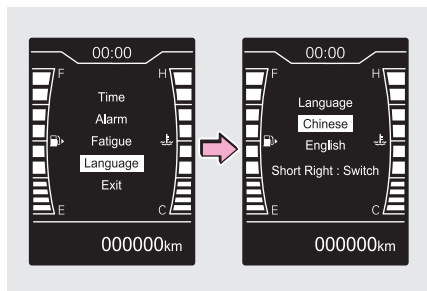 00:00
F
H
Time
Alarm
Fatigue
Language
Exit
E
C
000000km
00:00
F
H
Language
Chinese
English
Short Right : Switch
E
C
000000km